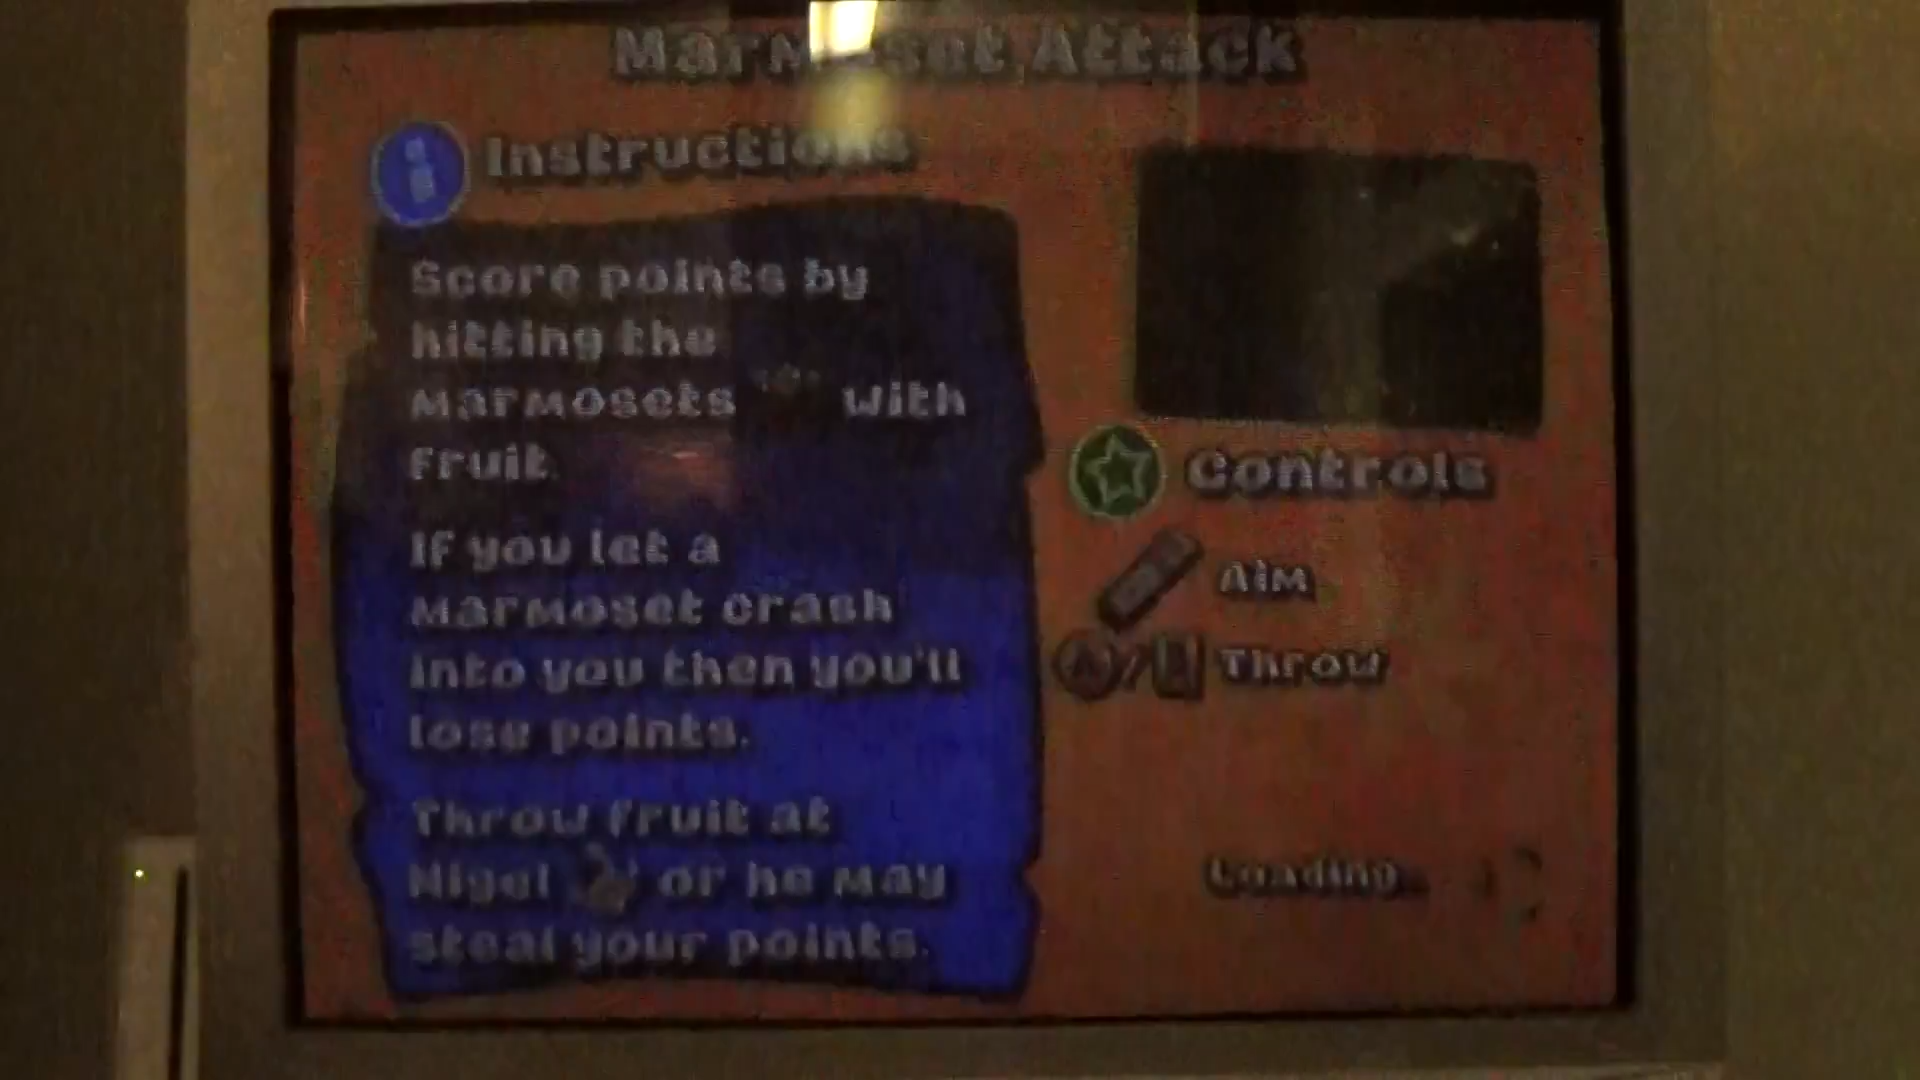 Marmoset Attack
Instructions
Score points by
hitting the
marmosets with
fruit.
If you let a
marmoset crash
into you then you'll
lose points.
Throw fruit at
Nigel or he may
steal your points.
Controls
Aim
A / B Throw
Loading...